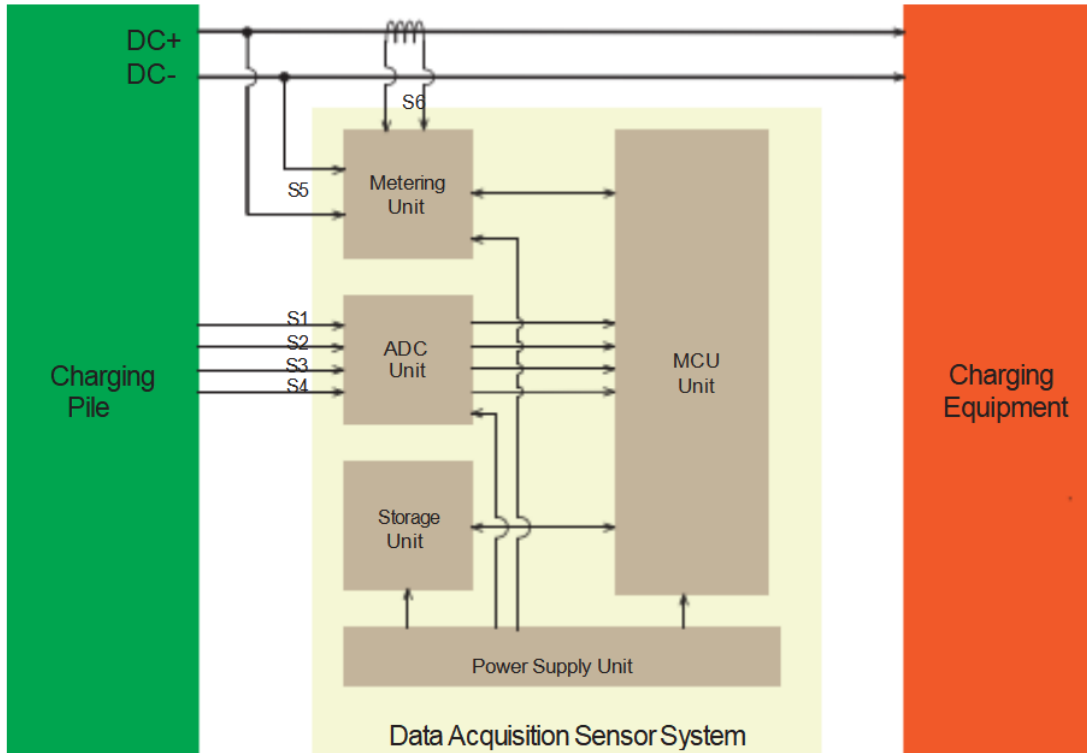 DC+
DC-
S6
Metering
Unit
S5
S1
S2
S3
S4
ADC
Unit
MCU
Unit
Charging
Pile
Charging
Equipment
Storage
Unit
Power Supply Unit
Data Acquisition Sensor System